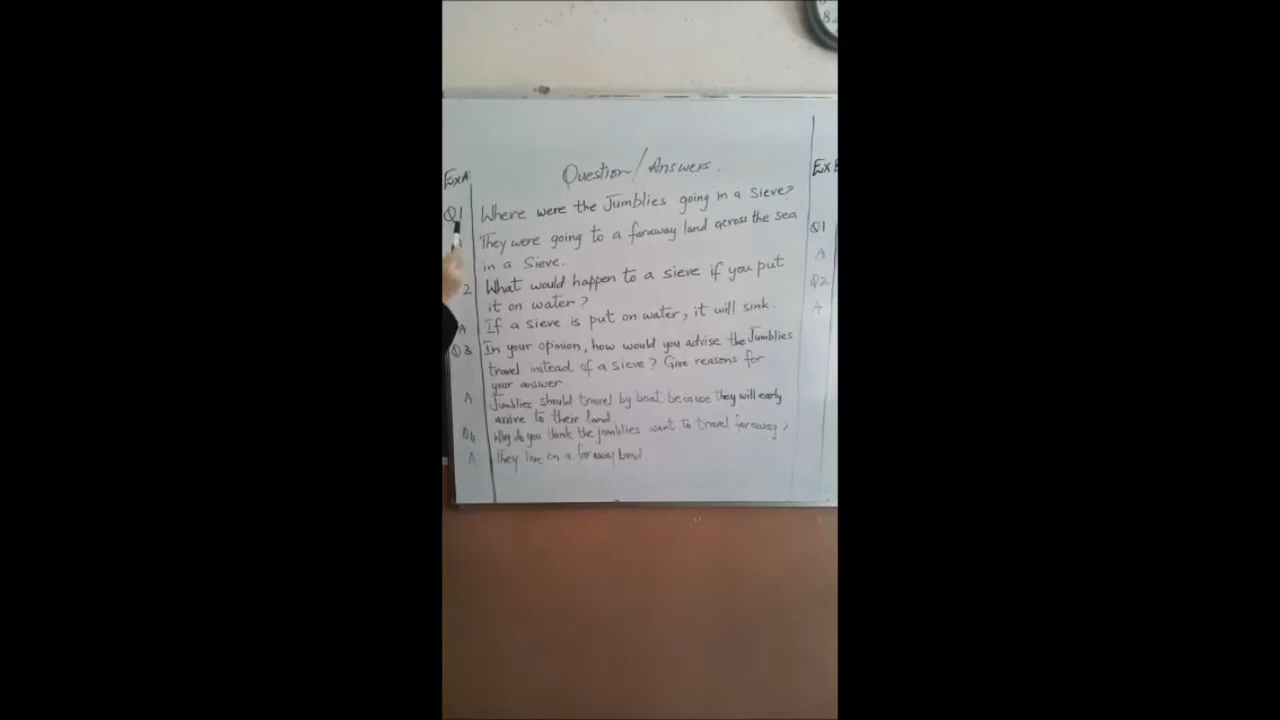 Question/Answers.
Ex A
Q1 Where were the Jumblies going in a sieve?
They were going to a faraway land across the sea
in a Sieve.
2 What would happen to a sieve if you put
it on water?
A If a sieve is put on water, it will sink.
Q3 In your opinion, how would you advise the Jumblies
travel instead of a sieve? Give reasons for
your answer.
A Jumblies should travel by boat because they will early
arrive to their land
Q4 Why do you think the jumblies want to travel faraway?
A They live on a faraway land
Ex B
Q1
A
Q2
A
8